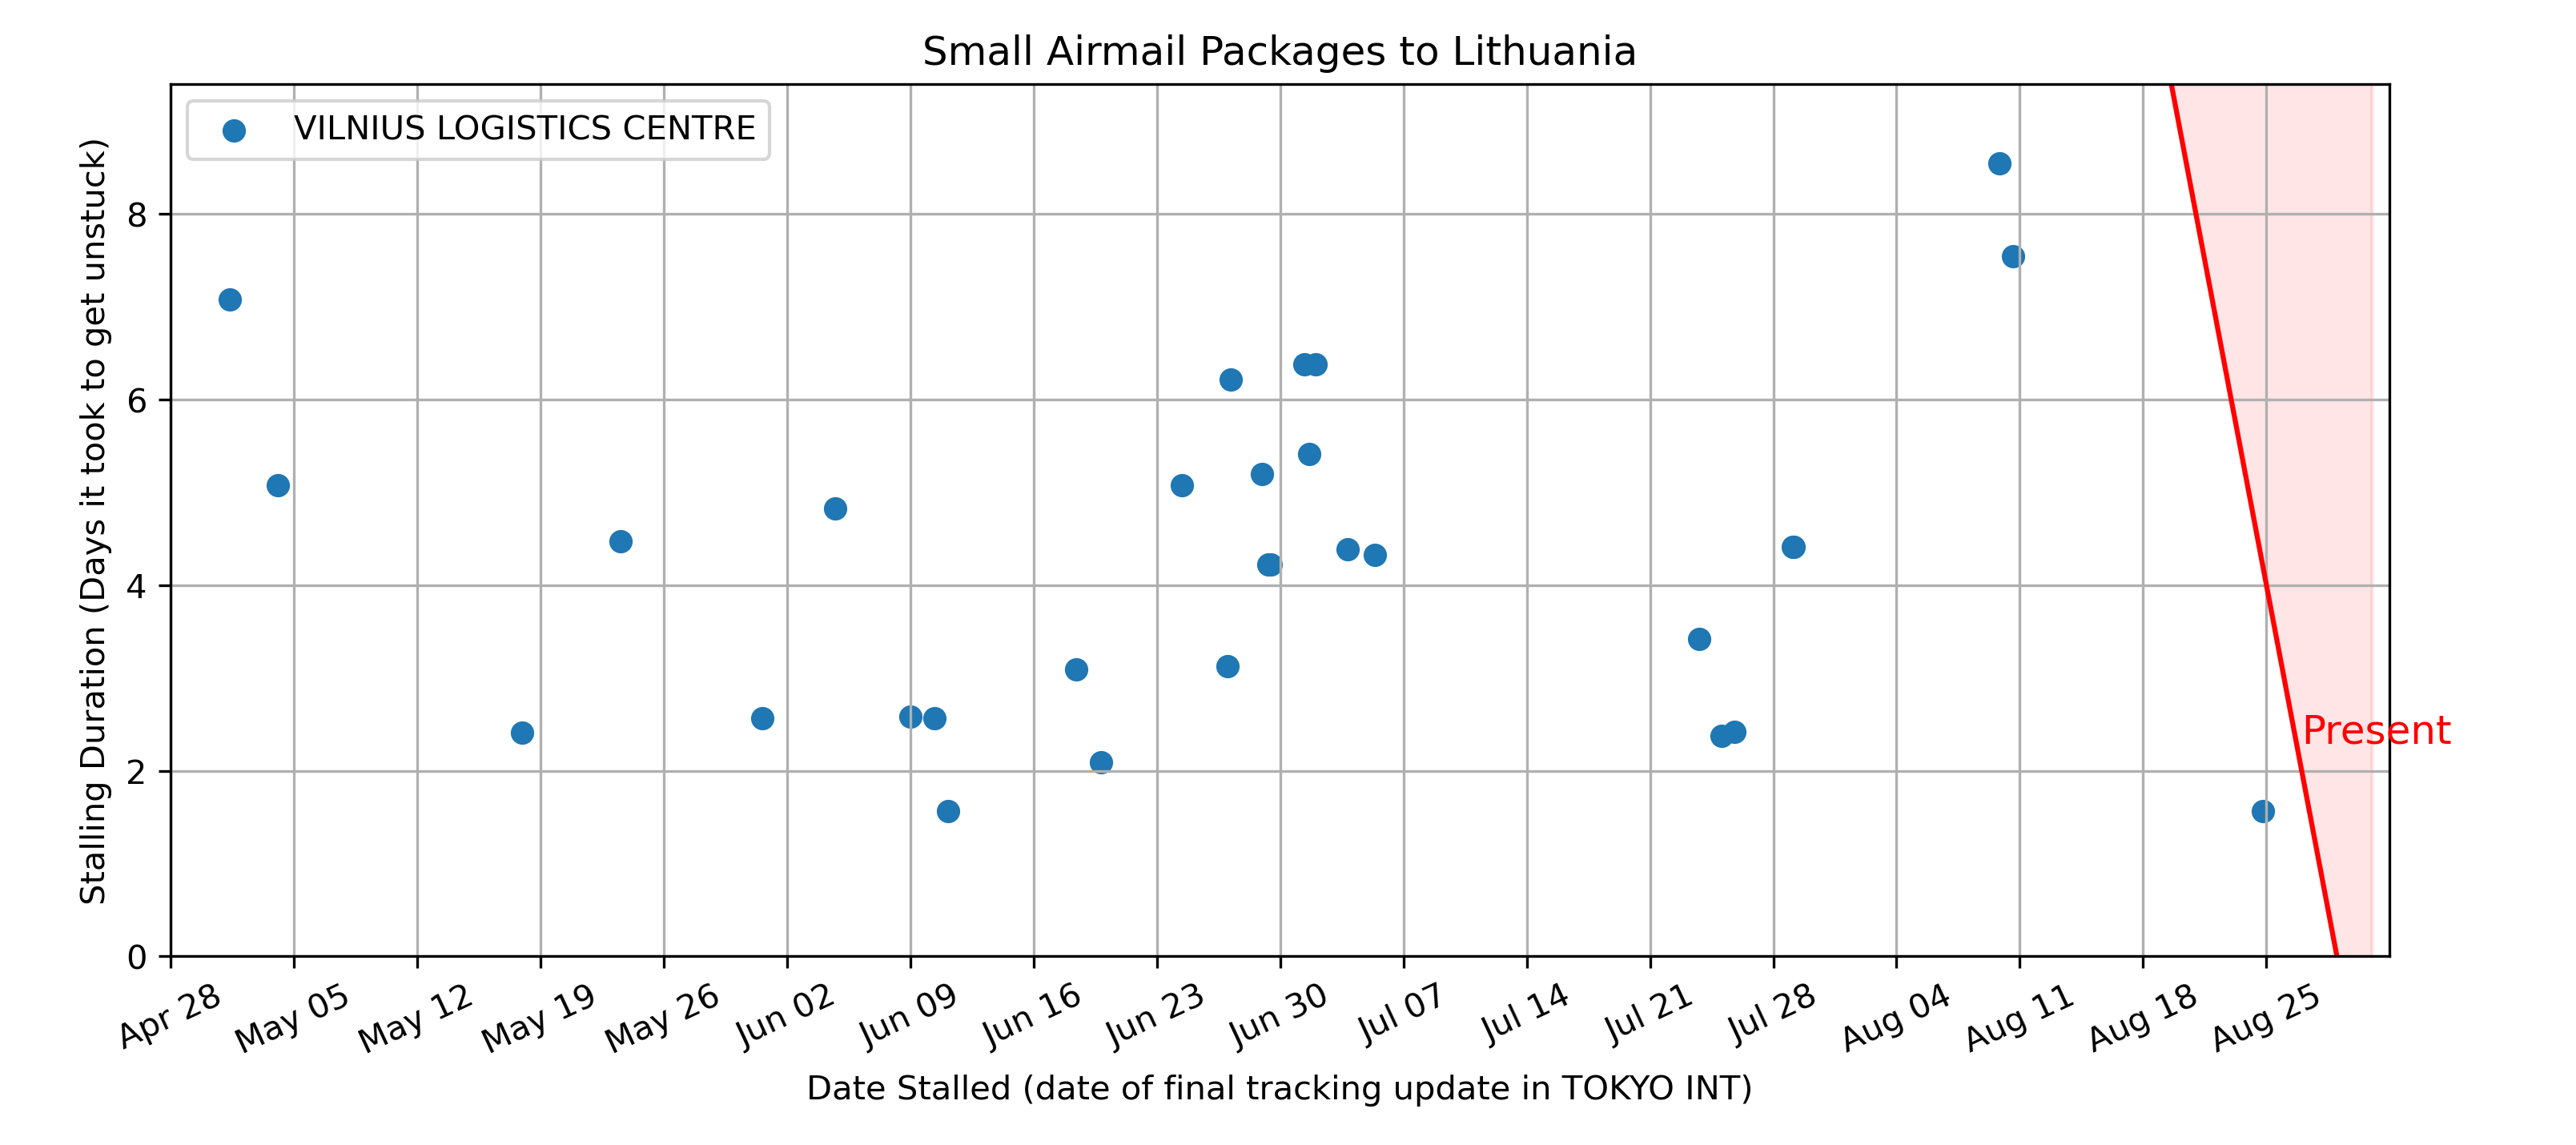 Small Airmail Packages to Lithuania
VILNIUS LOGISTICS CENTRE
Stalling Duration (Days it took to get unstuck)
8
6
4
2
0
Present
Apr 28
May 05
May 12
May 19
May 26
Jun 02
Jun 09
Jun 16
Jun 23
Jun 30
Jul 07
Jul 14
Jul 21
Jul 28
Aug 04
Aug 11
Aug 18
Aug 25
Date Stalled (date of final tracking update in TOKYO INT)